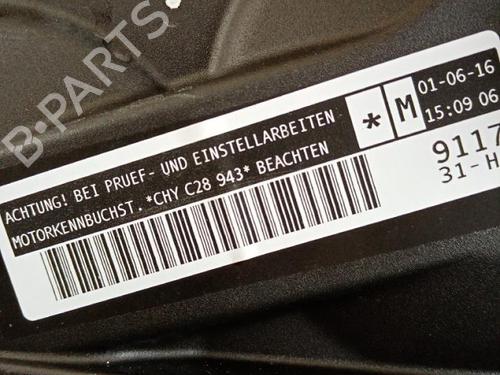 B-PARTS
ACHTUNG! BEI PRUEF- UND EINSTELLARBEITEN
MOTORKENNBUCHST. *CHY C28 943* BEACHTEN
* M
01-06-16
15:09 06
9117
31-H